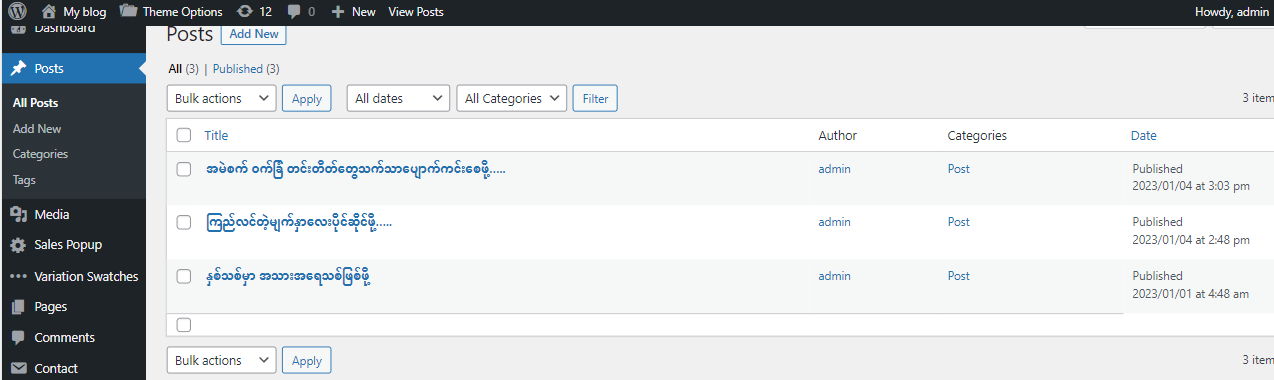 My blog Theme Options 12 0 New View Posts Howdy, admin
Dashboard
Posts Add New
Posts
All (3) | Published (3)
Bulk actions Apply All dates All Categories Filter
3 item
All Posts
Add New
Categories
Tags
Media
Sales Popup
Variation Swatches
Pages
Comments
Contact
Title Author Categories Date
အမဲစက် ဝက်ခြံ တင်းတိတ်တွေသက်သာပျောက်ကင်းစေဖို့..... admin Post Published
2023/01/04 at 3:03 pm
ကြည်လင်တဲ့မျက်နှာလေးပိုင်ဆိုင်ဖို့..... admin Post Published
2023/01/04 at 2:48 pm
နှစ်သစ်မှာ အသားအရေသစ်ဖြစ်ဖို့ admin Post Published
2023/01/01 at 4:48 am
Bulk actions Apply
3 item